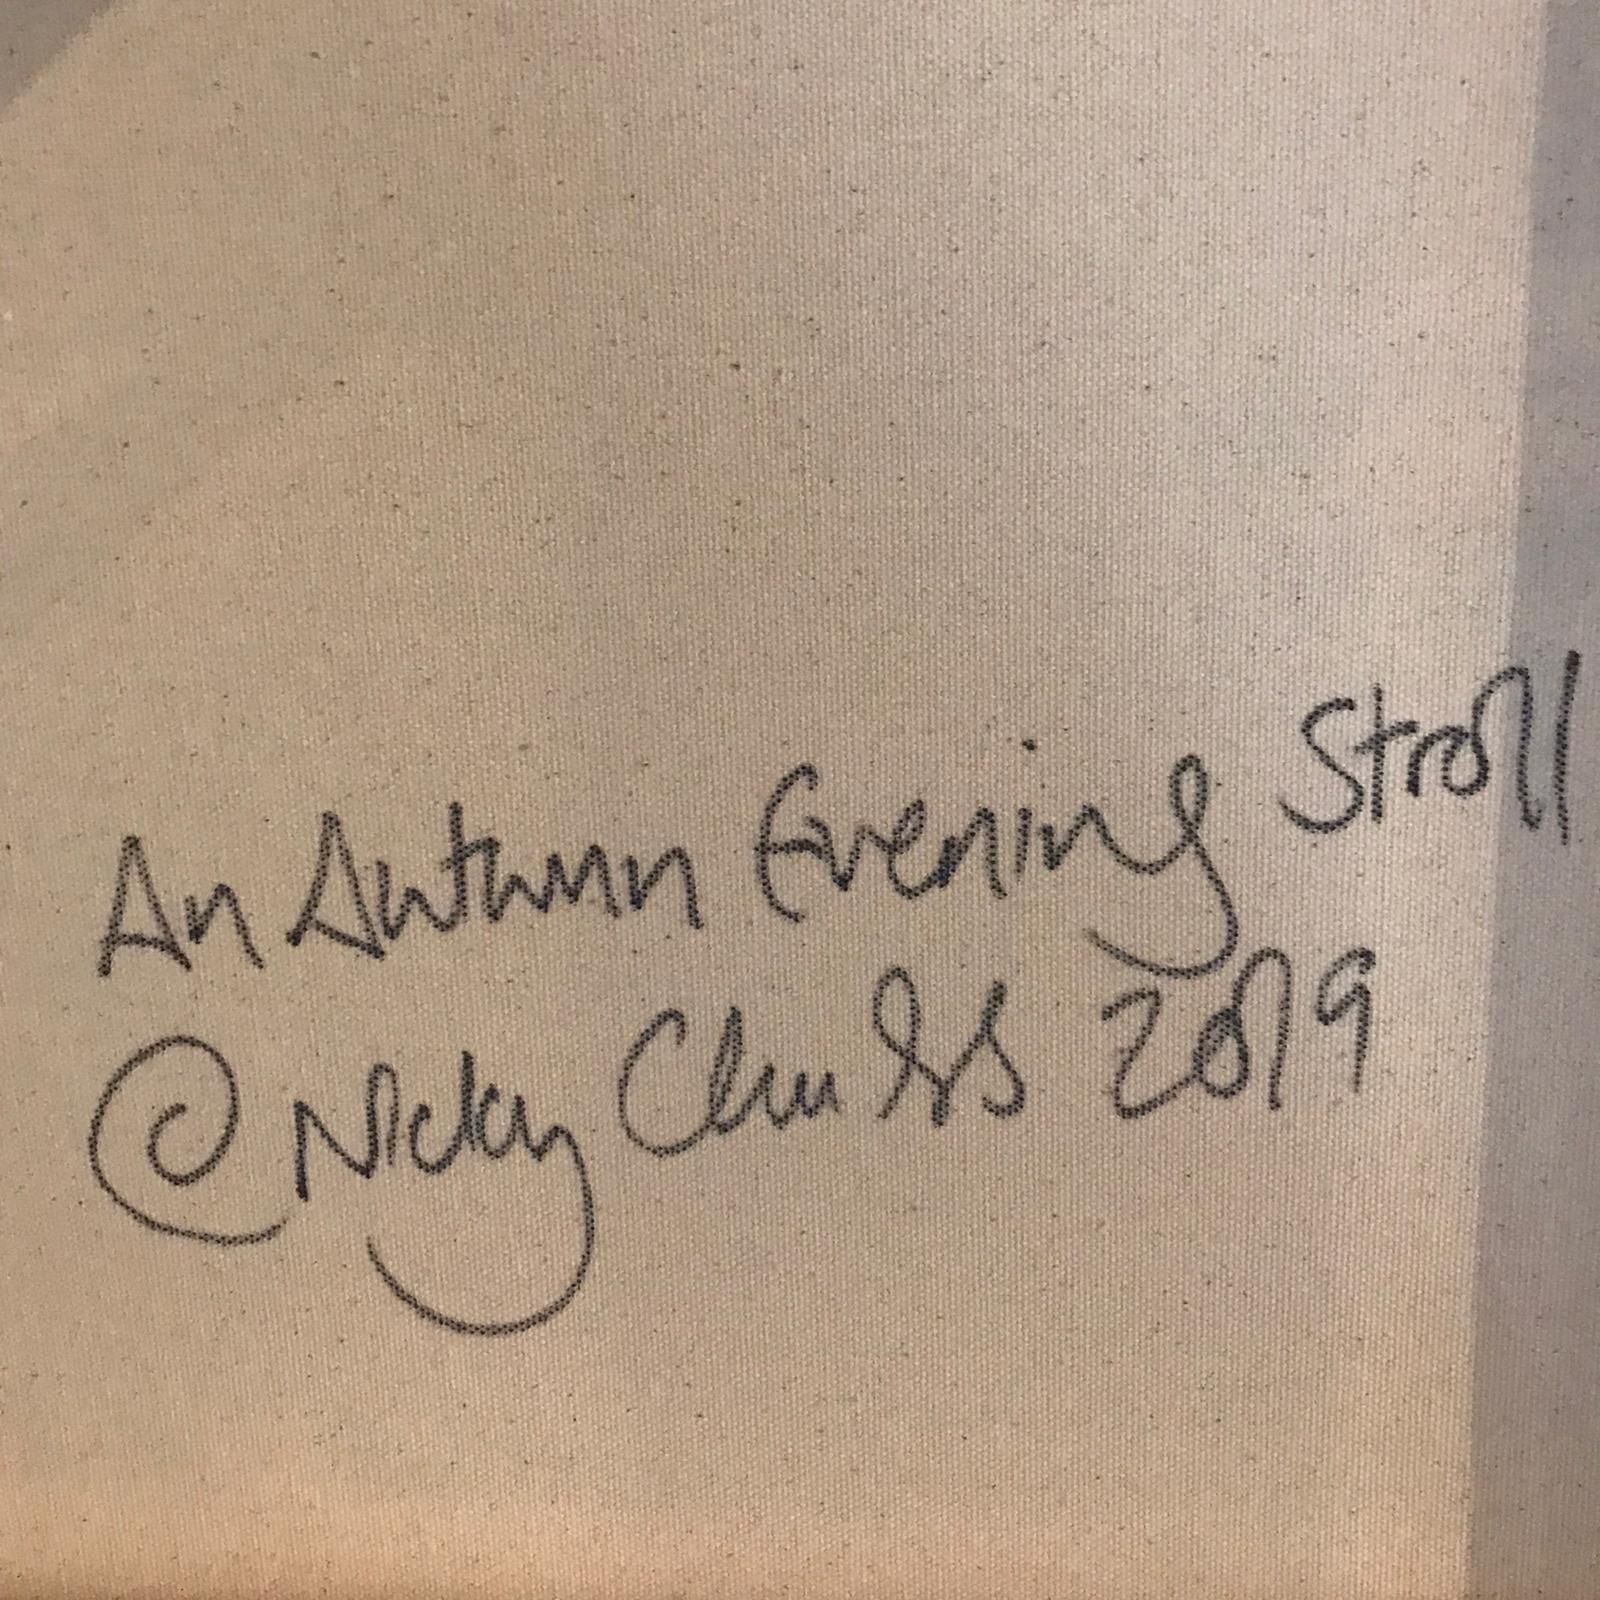 An Autumn Evening Stroll
© Nicky Chubbs 2019